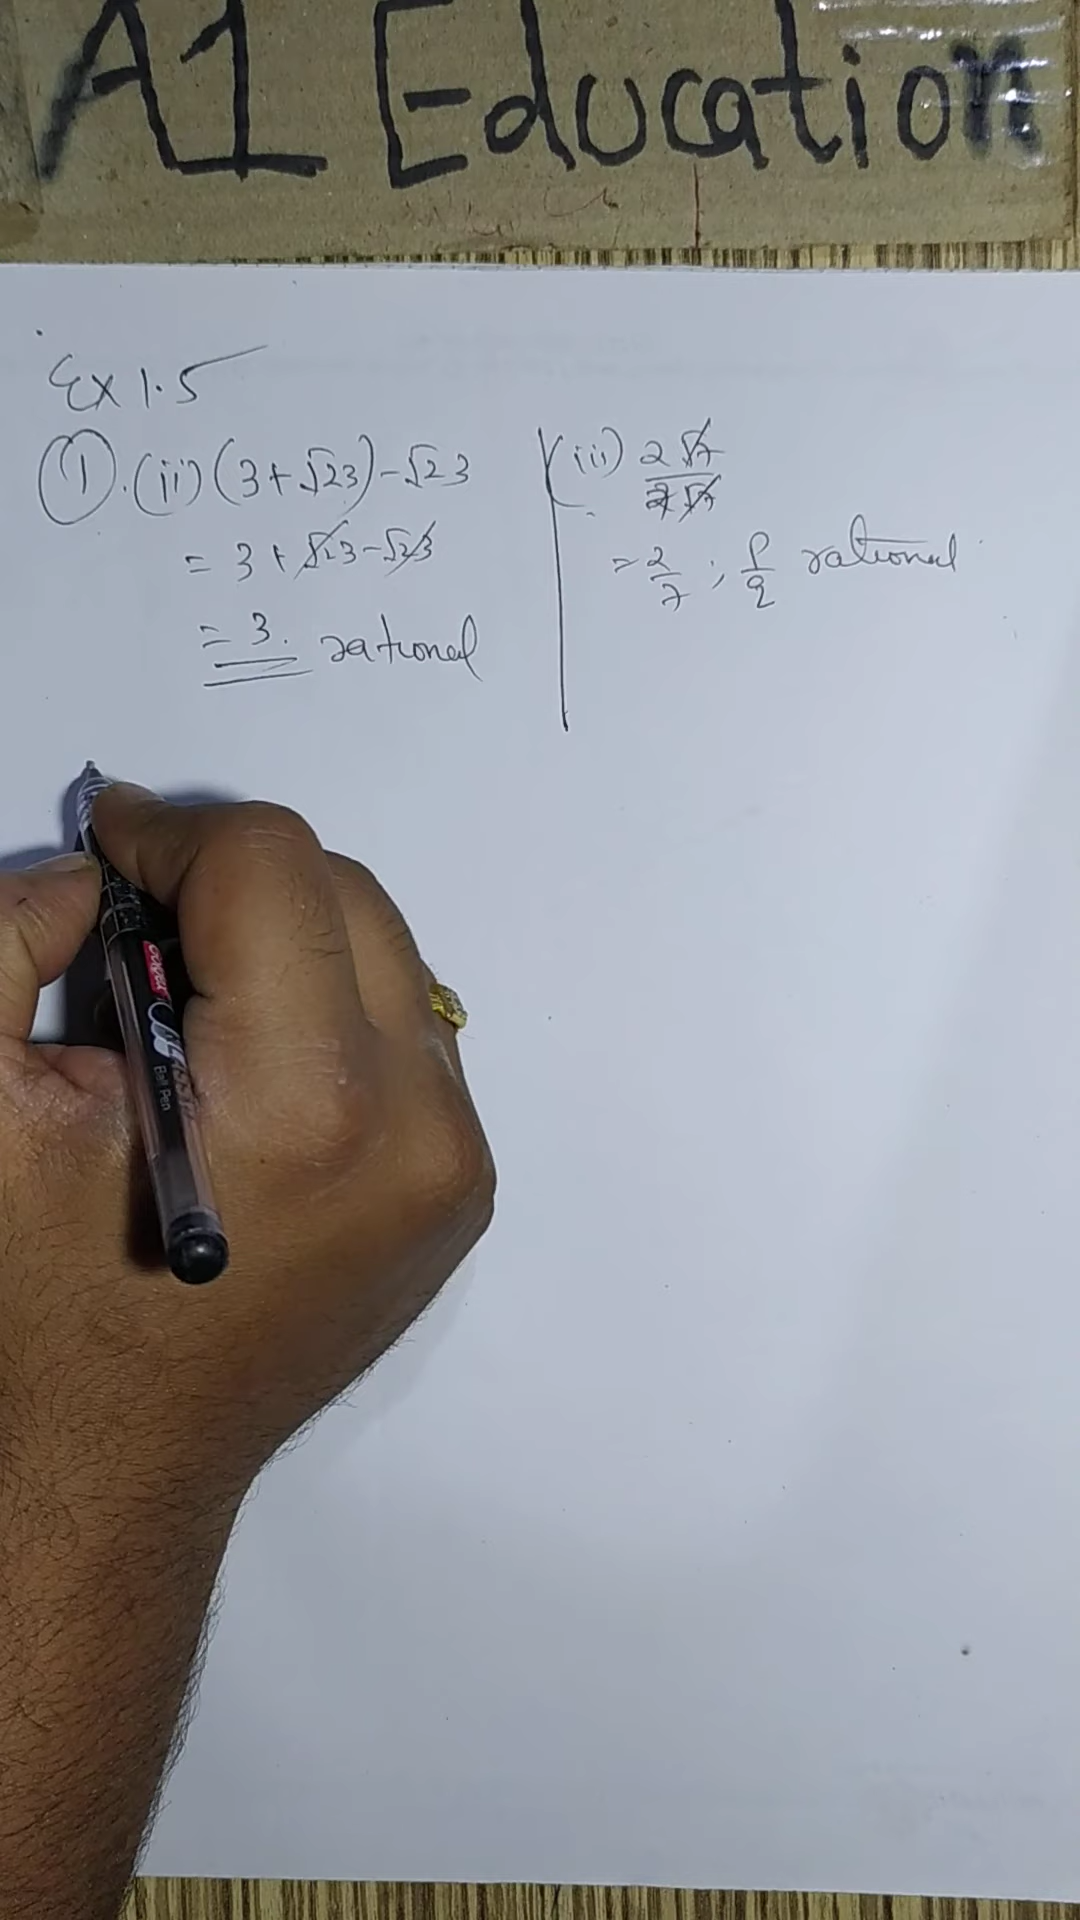 A1 Education
Ex 1.5
①. (ii) (3+√23)-√23
= 3+√23-√23
= 3. rational
(iii) 2√7
7√7
= 2/7 ; p/q rational
Ball Pen